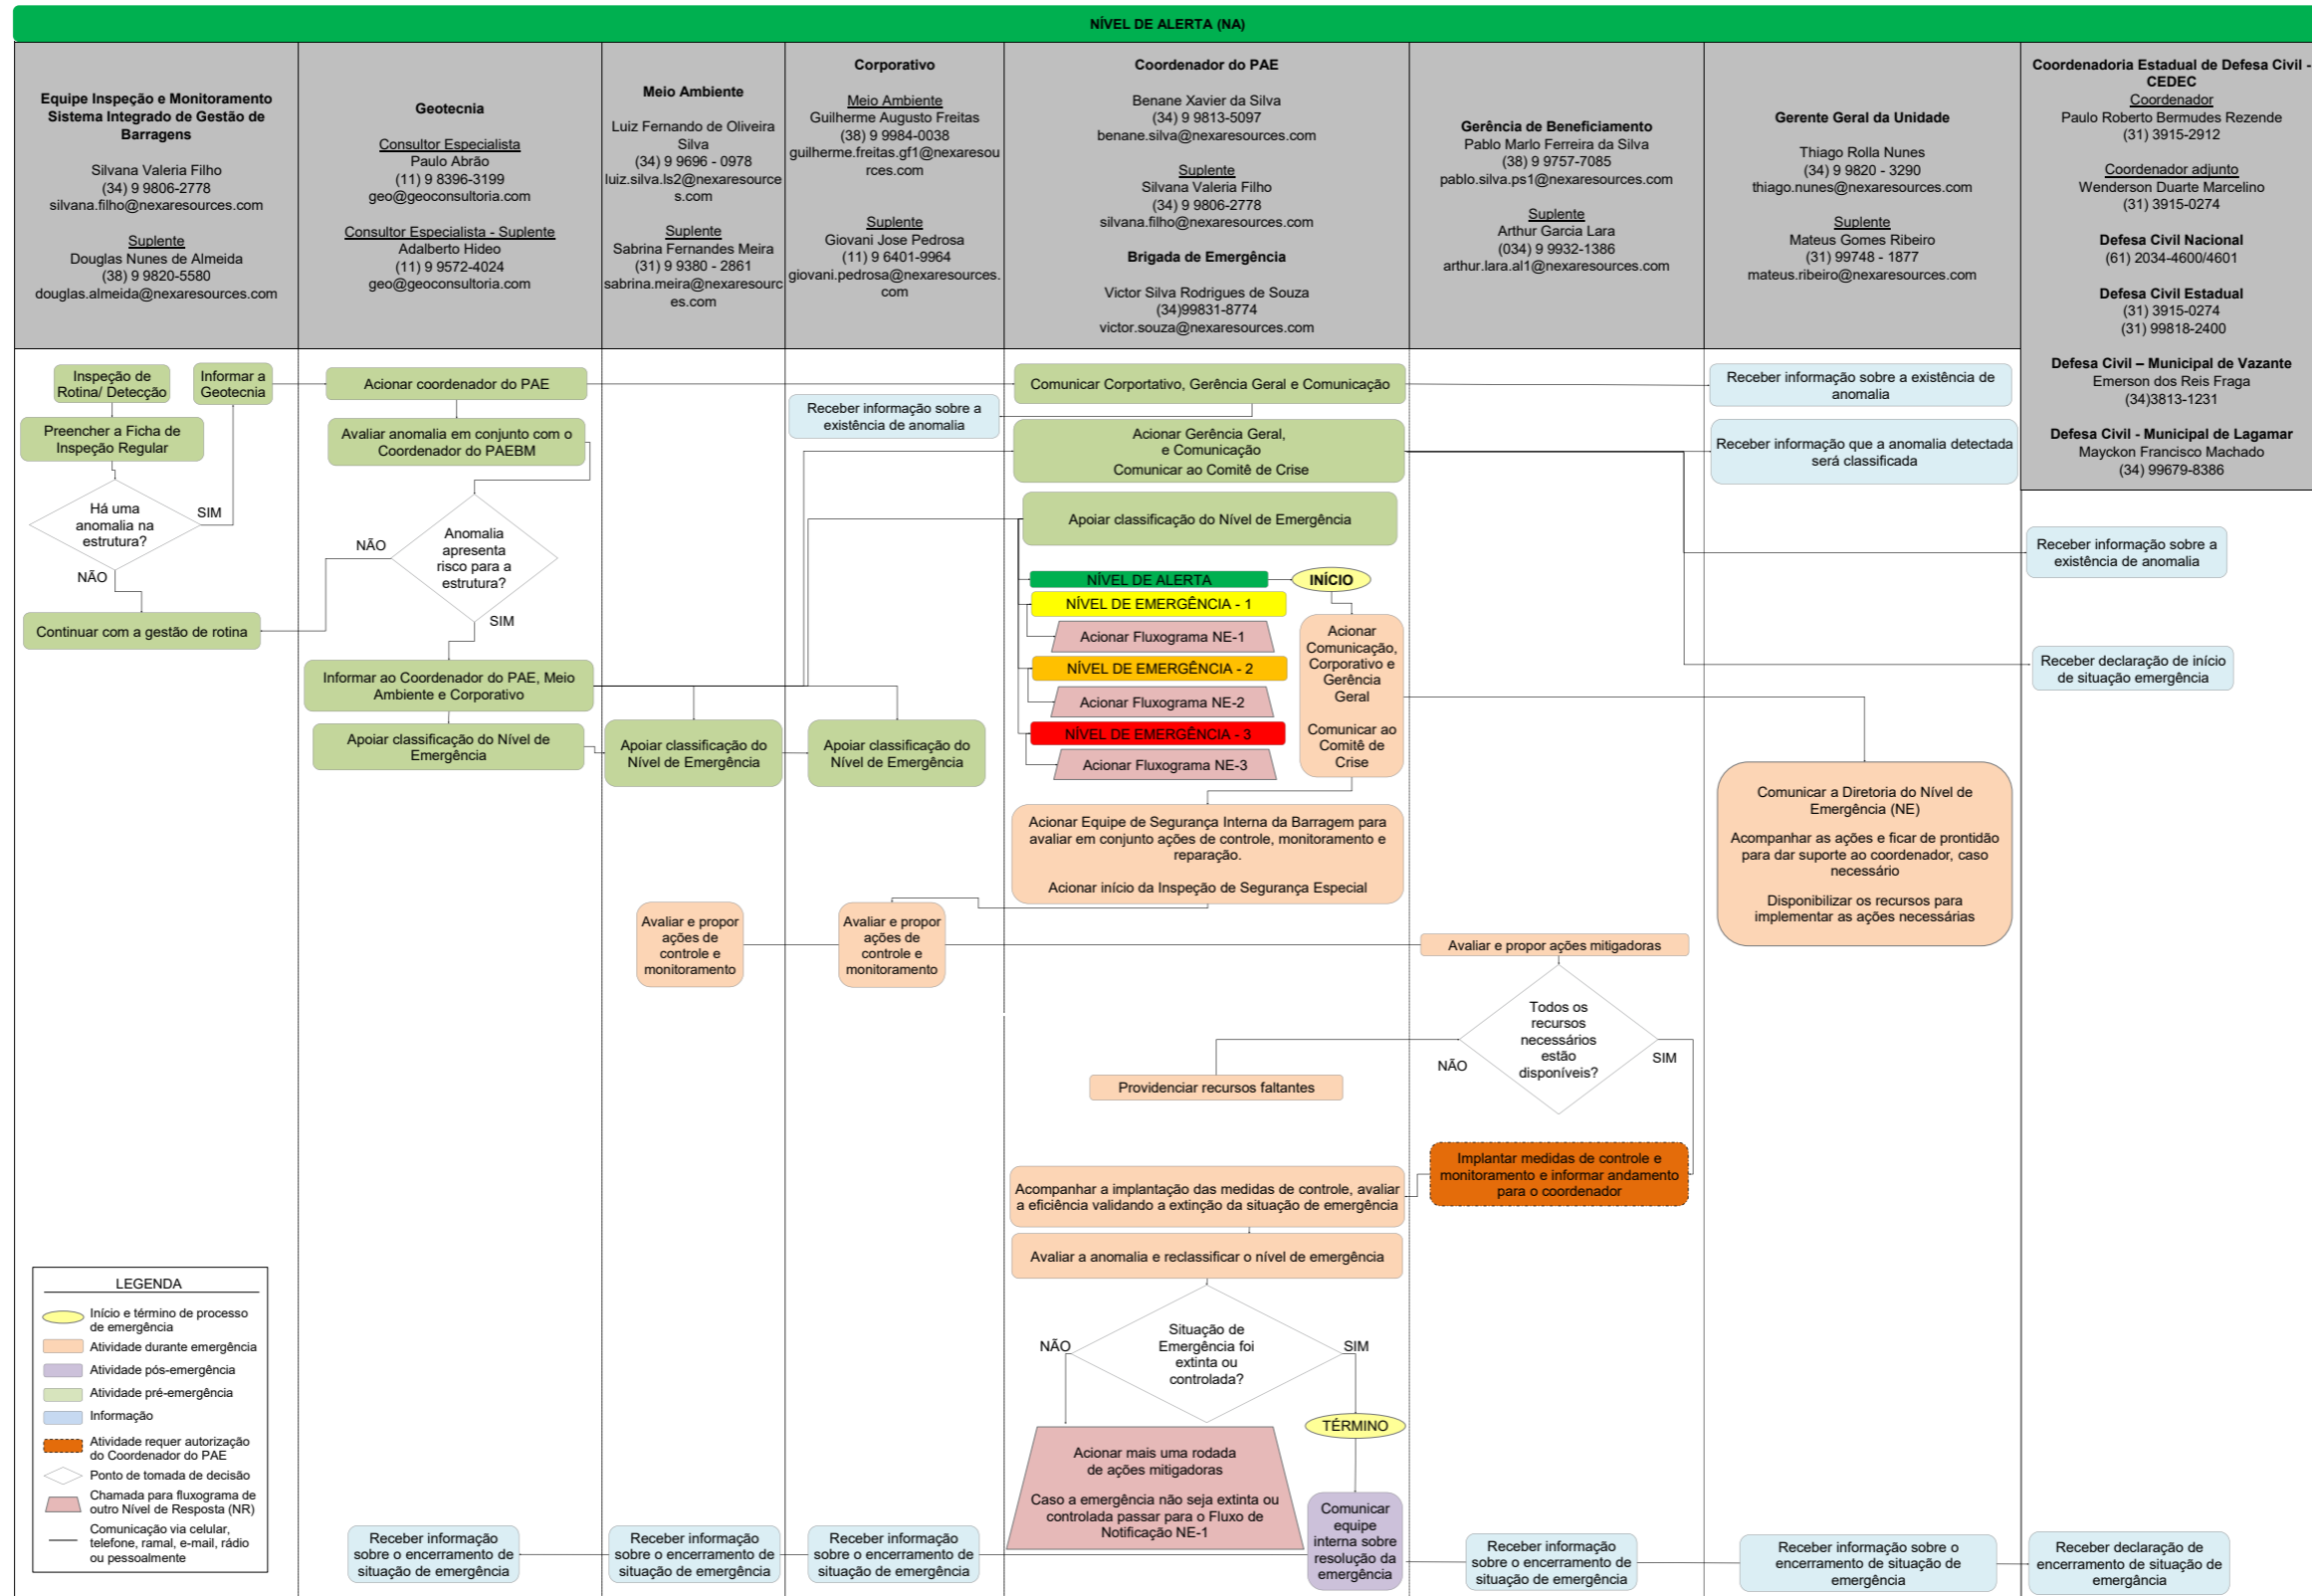 NÍVEL DE ALERTA (NA)
Equipe Inspeção e Monitoramento
Sistema Integrado de Gestão de
Barragens
Silvana Valeria Filho
(34) 9 9806-2778
silvana.filho@nexaresources.com
Suplente
Douglas Nunes de Almeida
(38) 9 9820-5580
douglas.almeida@nexaresources.com
Geotecnia
Consultor Especialista
Paulo Abrão
(11) 9 8396-3199
geo@geoconsultoria.com
Consultor Especialista - Suplente
Adalberto Hideo
(11) 9 9572-4024
geo@geoconsultoria.com
Meio Ambiente
Luiz Fernando de Oliveira
Silva
(34) 9 9696 - 0978
luiz.silva.ls2@nexaresource
s.com
Suplente
Sabrina Fernandes Meira
(31) 9 9380 - 2861
sabrina.meira@nexaresourc
es.com
Corporativo
Meio Ambiente
Guilherme Augusto Freitas
(38) 9 9984-0038
guilherme.freitas.gf1@nexaresou
rces.com
Suplente
Giovani Jose Pedrosa
(11) 9 6401-9964
giovani.pedrosa@nexaresources.
com
Coordenador do PAE
Benane Xavier da Silva
(34) 9 9813-5097
benane.silva@nexaresources.com
Suplente
Silvana Valeria Filho
(34) 9 9806-2778
silvana.filho@nexaresources.com
Brigada de Emergência
Victor Silva Rodrigues de Souza
(34)99831-8774
victor.souza@nexaresources.com
Gerência de Beneficiamento
Pablo Marlo Ferreira da Silva
(38) 9 9757-7085
pablo.silva.ps1@nexaresources.com
Suplente
Arthur Garcia Lara
(034) 9 9932-1386
arthur.lara.al1@nexaresources.com
Gerente Geral da Unidade
Thiago Rolla Nunes
(34) 9 9820 - 3290
thiago.nunes@nexaresources.com
Suplente
Mateus Gomes Ribeiro
(31) 99748 - 1877
mateus.ribeiro@nexaresources.com
Coordenadoria Estadual de Defesa Civil -
CEDEC
Coordenador
Paulo Roberto Bermudes Rezende
(31) 3915-2912
Coordenador adjunto
Wenderson Duarte Marcelino
(31) 3915-0274
Defesa Civil Nacional
(61) 2034-4600/4601
Defesa Civil Estadual
(31) 3915-0274
(31) 99818-2400
Defesa Civil – Municipal de Vazante
Emerson dos Reis Fraga
(34)3813-1231
Defesa Civil - Municipal de Lagamar
Mayckon Francisco Machado
(34) 99679-8386
Inspeção de
Rotina/ Detecção
Informar a
Geotecnia
Preencher a Ficha de
Inspeção Regular
Há uma
anomalia na
estrutura?
SIM
NÃO
Continuar com a gestão de rotina
Acionar coordenador do PAE
Avaliar anomalia em conjunto com o
Coordenador do PAEBM
NÃO
Anomalia
apresenta
risco para a
estrutura?
SIM
Informar ao Coordenador do PAE, Meio
Ambiente e Corporativo
Apoiar classificação do Nível de
Emergência
Apoiar classificação do
Nível de Emergência
Receber informação sobre a
existência de anomalia
Apoiar classificação do
Nível de Emergência
Comunicar Corportativo, Gerência Geral e Comunicação
Acionar Gerência Geral,
e Comunicação
Comunicar ao Comitê de Crise
Apoiar classificação do Nível de Emergência
NÍVEL DE ALERTA
INÍCIO
NÍVEL DE EMERGÊNCIA - 1
Acionar Fluxograma NE-1
NÍVEL DE EMERGÊNCIA - 2
Acionar Fluxograma NE-2
NÍVEL DE EMERGÊNCIA - 3
Acionar Fluxograma NE-3
Acionar
Comunicação,
Corporativo e
Gerência
Geral
Comunicar ao
Comitê de
Crise
Receber informação sobre a existência de
anomalia
Receber informação que a anomalia detectada
será classificada
Receber informação sobre a
existência de anomalia
Receber declaração de início
de situação emergência
Acionar Equipe de Segurança Interna da Barragem para
avaliar em conjunto ações de controle, monitoramento e
reparação.
Acionar início da Inspeção de Segurança Especial
Comunicar a Diretoria do Nível de
Emergência (NE)
Acompanhar as ações e ficar de prontidão
para dar suporte ao coordenador, caso
necessário
Disponibilizar os recursos para
implementar as ações necessárias
Avaliar e propor
ações de
controle e
monitoramento
Avaliar e propor
ações de
controle e
monitoramento
Avaliar e propor ações mitigadoras
Todos os
recursos
necessários
estão
disponíveis?
NÃO
SIM
Providenciar recursos faltantes
Implantar medidas de controle e
monitoramento e informar andamento
para o coordenador
Acompanhar a implantação das medidas de controle, avaliar
a eficiência validando a extinção da situação de emergência
Avaliar a anomalia e reclassificar o nível de emergência
NÃO
Situação de
Emergência foi
extinta ou
controlada?
SIM
TÉRMINO
Acionar mais uma rodada
de ações mitigadoras
Caso a emergência não seja extinta ou
controlada passar para o Fluxo de
Notificação NE-1
Comunicar
equipe
interna sobre
resolução da
emergência
LEGENDA
Início e término de processo
de emergência
Atividade durante emergência
Atividade pós-emergência
Atividade pré-emergência
Informação
Atividade requer autorização
do Coordenador do PAE
Ponto de tomada de decisão
Chamada para fluxograma de
outro Nível de Resposta (NR)
Comunicação via celular,
telefone, ramal, e-mail, rádio
ou pessoalmente
Receber informação
sobre o encerramento de
situação de emergência
Receber informação
sobre o encerramento de
situação de emergência
Receber informação
sobre o encerramento de
situação de emergência
Receber informação
sobre o encerramento de
situação de emergência
Receber informação sobre o
encerramento de situação de
emergência
Receber declaração de
encerramento de situação de
emergência